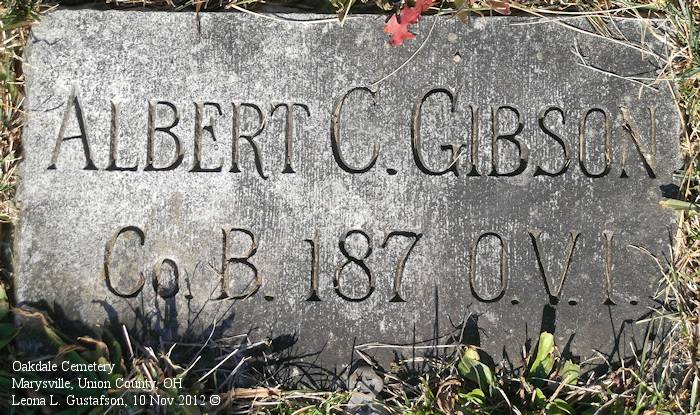 ALBERT C. GIBSON
Co. B. 187 O.V.I.
Oakdale Cemetery
Marysville, Union County, OH
Leona L. Gustafson, 10 Nov 2012 ©